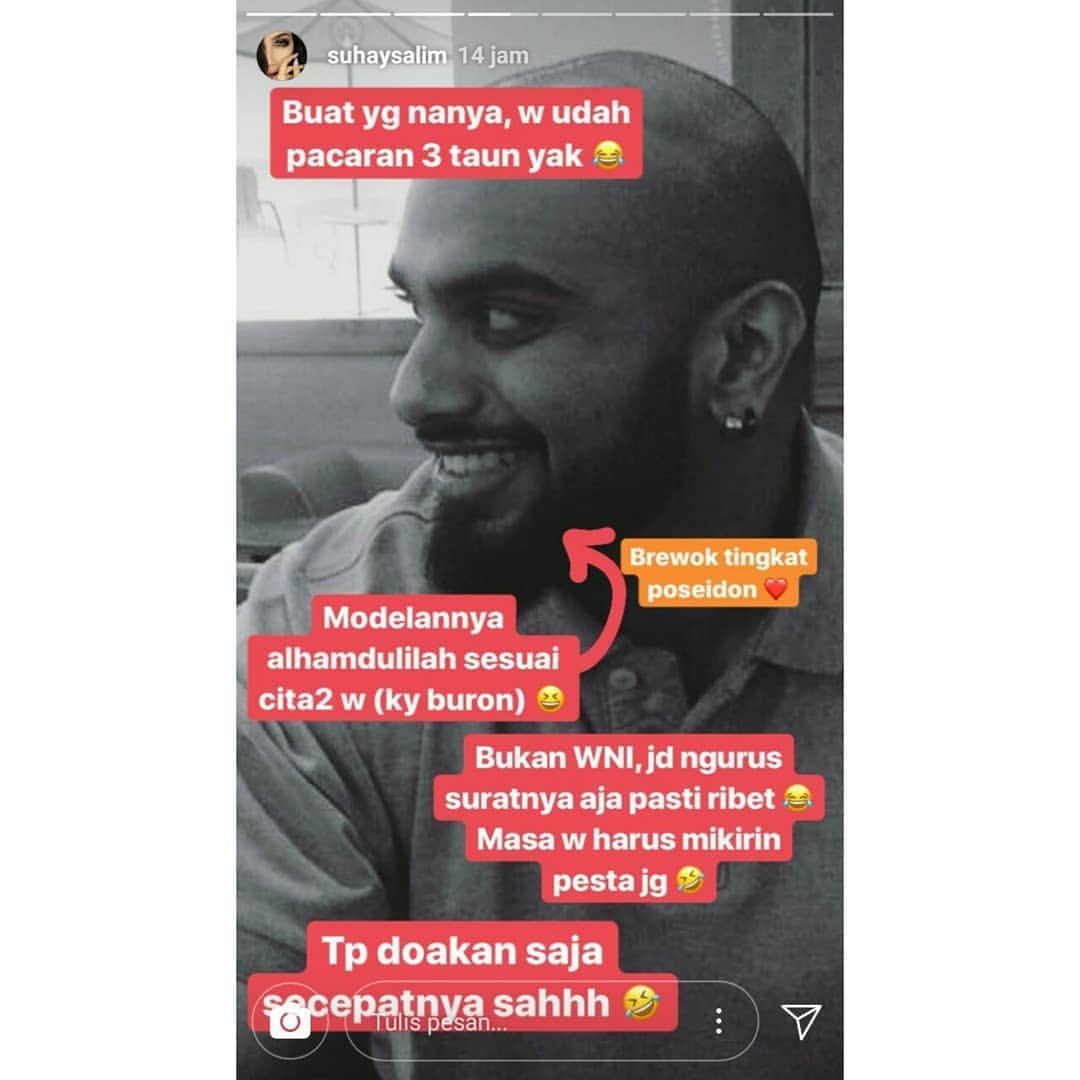 suhaysalim 14 jam
Buat yg nanya, w udah
pacaran 3 taun yak 😂
Brewok tingkat
poseidon ❤️
Modelannya
alhamdulilah sesuai
cita2 w (ky buron) 😆
Bukan WNI, jd ngurus
suratnya aja pasti ribet 😂
Masa w harus mikirin
pesta jg 🤣
Tp doakan saja
secepatnya sahhh 🤣
Tulis pesan...